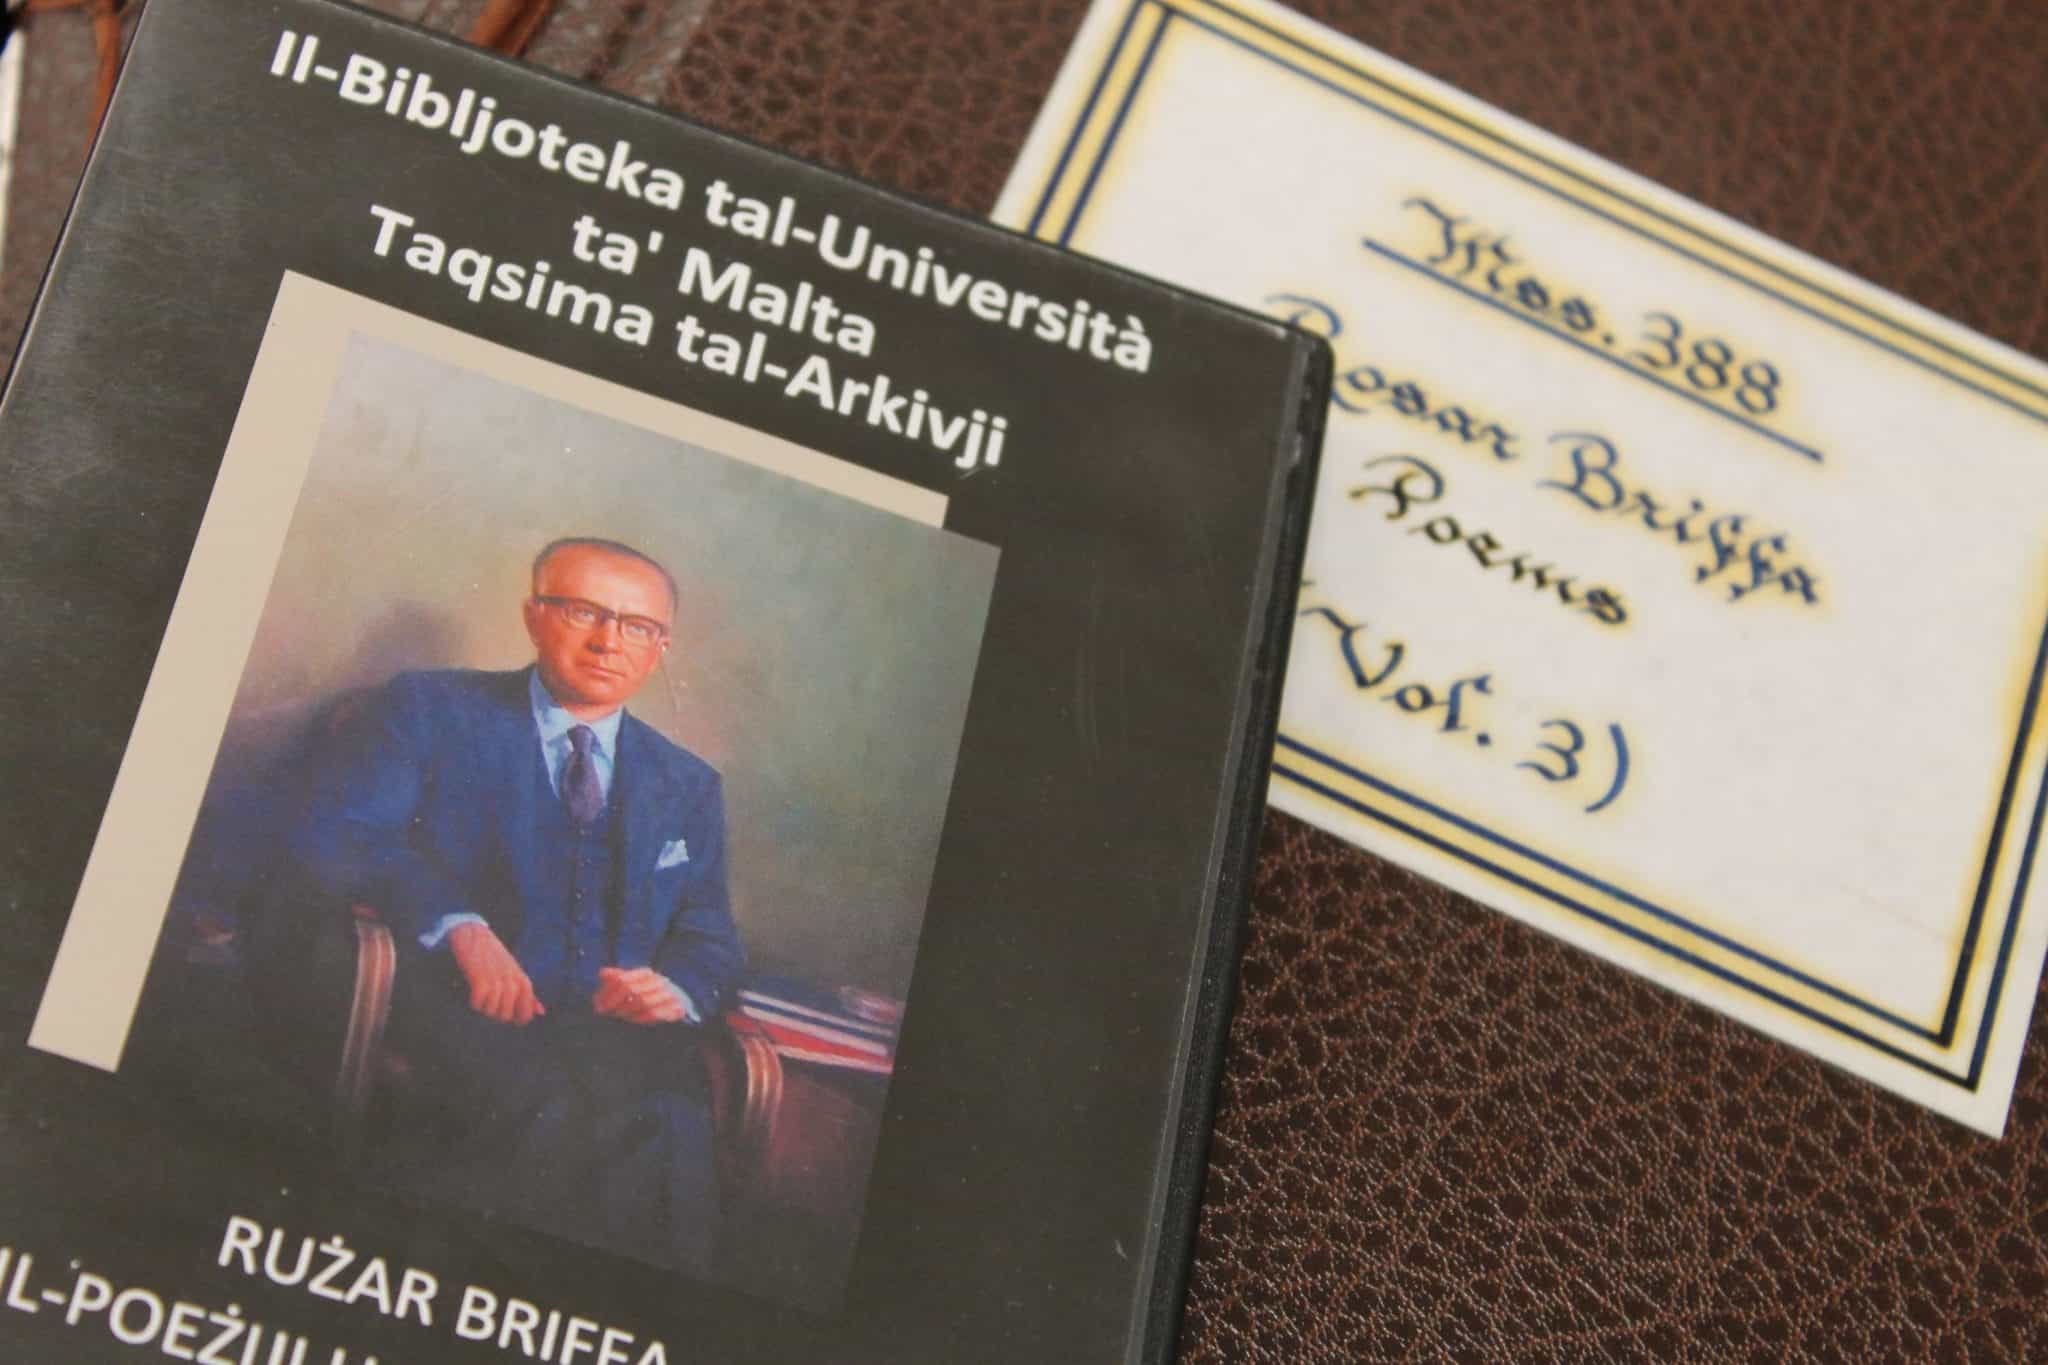 Il-Bibljoteka tal-Università
ta' Malta
Taqsima tal-Arkivji
RUŻAR BRIFFA
Mss. 388
Rosar Briffa
Poems
(Vol. 3)